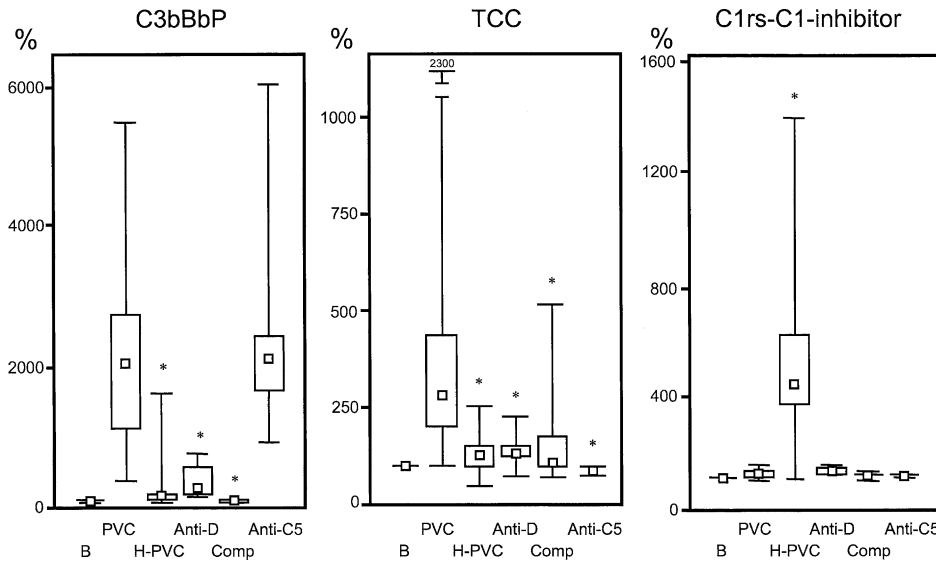 C3bBbP TCC C1rs-C1-inhibitor
% % %
2300
6000 1000 1600
4000 750 1200
2000 500 800
0 250 400
0 0
* * *
* * * *
*
PVC Anti-D Anti-C5 PVC Anti-D Anti-C5 PVC Anti-D Anti-C5
B H-PVC Comp B H-PVC Comp B H-PVC Comp